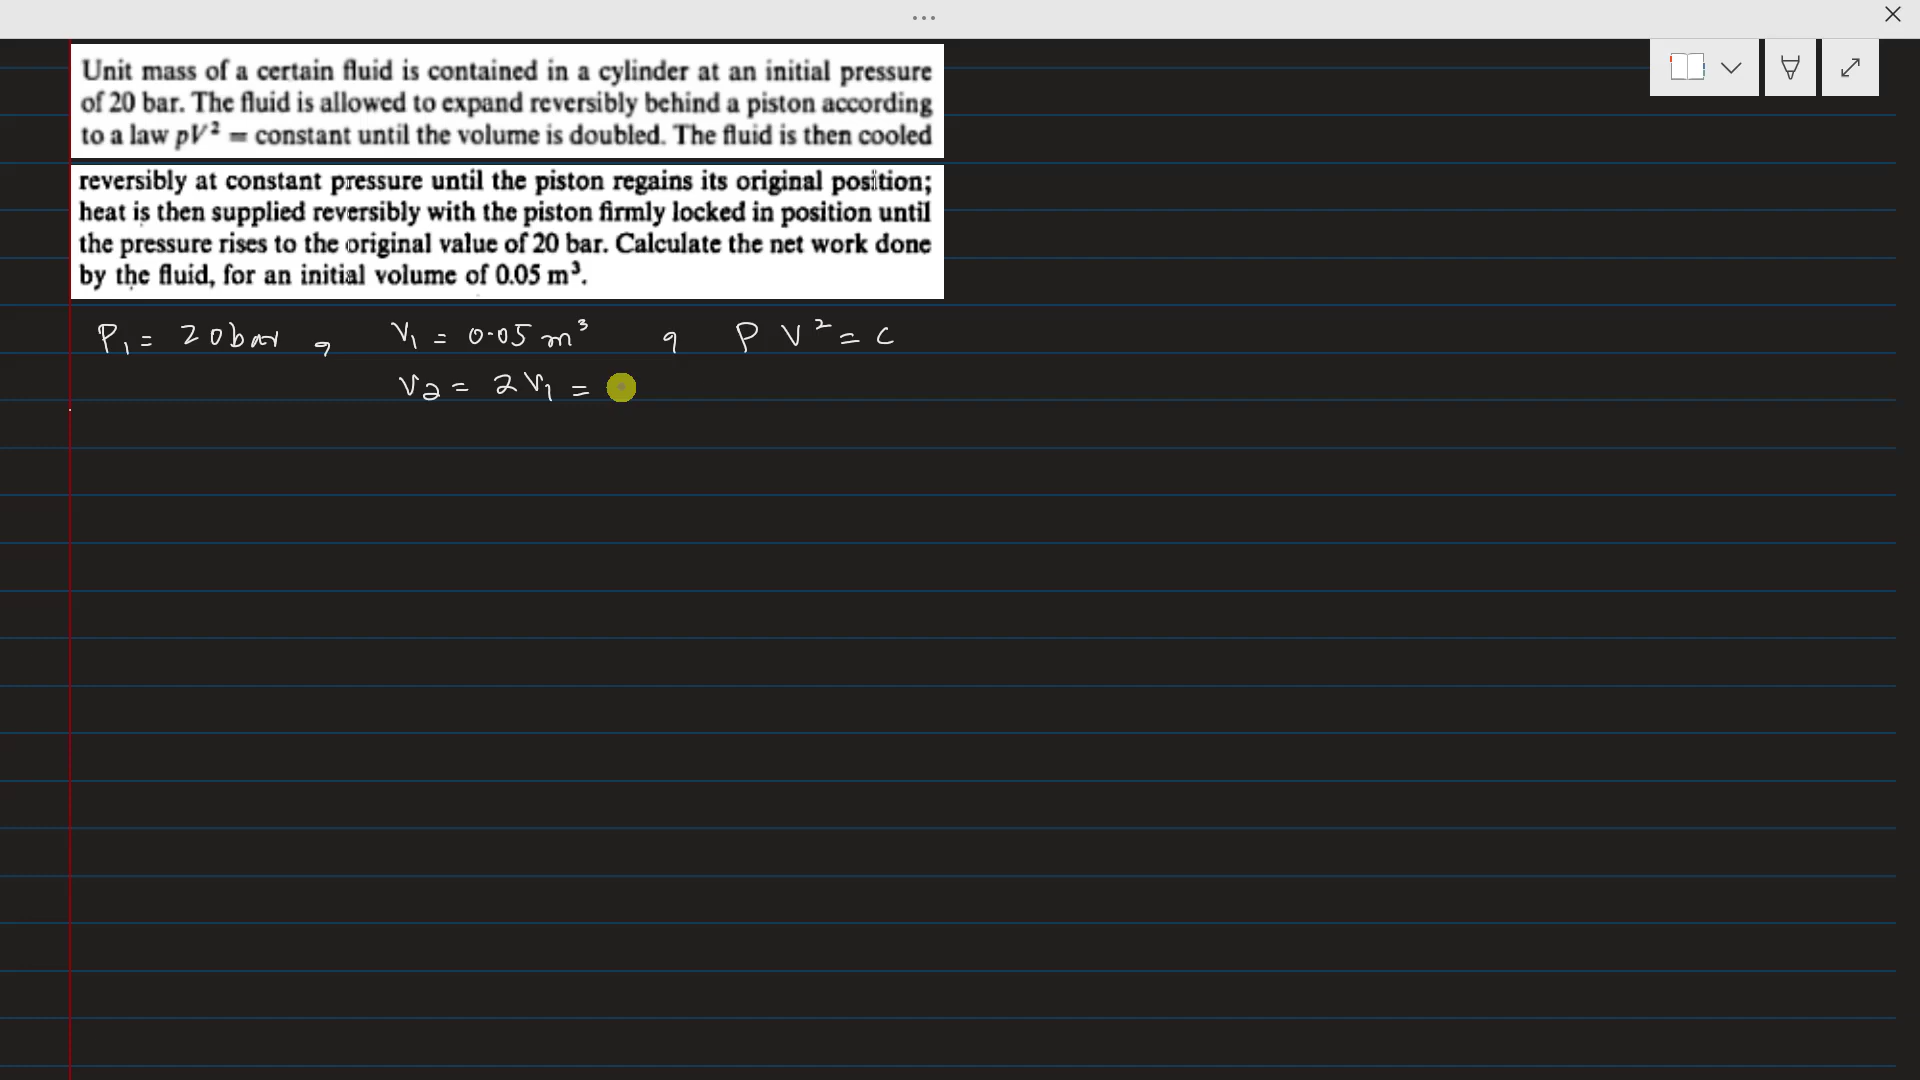 Unit mass of a certain fluid is contained in a cylinder at an initial pressure
of 20 bar. The fluid is allowed to expand reversibly behind a piston according
to a law pV² = constant until the volume is doubled. The fluid is then cooled
reversibly at constant pressure until the piston regains its original position;
heat is then supplied reversibly with the piston firmly locked in position until
the pressure rises to the original value of 20 bar. Calculate the net work done
by the fluid, for an initial volume of 0.05 m³.
P₁ = 20 bar , V₁ = 0.05 m³ , P V² = C
V₂ = 2V₁ =